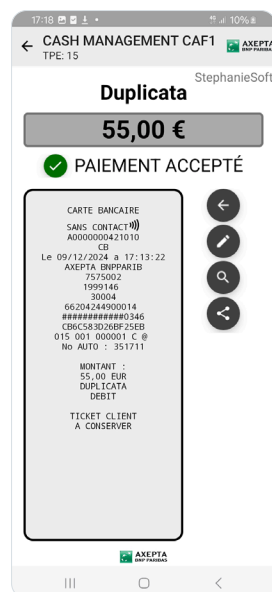 17:18 10%
CASH MANAGEMENT CAF1
TPE: 15
AXEPTA
BNP PARIBAS
StephanieSoft
Duplicata
55,00 €
PAIEMENT ACCEPTÉ
CARTE BANCAIRE
SANS CONTACT
A0000000421010
CB
Le 09/12/2024 a 17:13:22
AXEPTA BNPPARIB
7575002
1999146
30004
66204244900014
############0346
CB6C583D26BF25EB
015 001 000001 C @
No AUTO : 351711
MONTANT :
55,00 EUR
DUPLICATA
DEBIT
TICKET CLIENT
A CONSERVER
AXEPTA
BNP PARIBAS